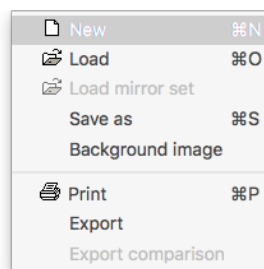 New ⌘N
Load ⌘O
Load mirror set
Save as ⌘S
Background image
Print ⌘P
Export
Export comparison